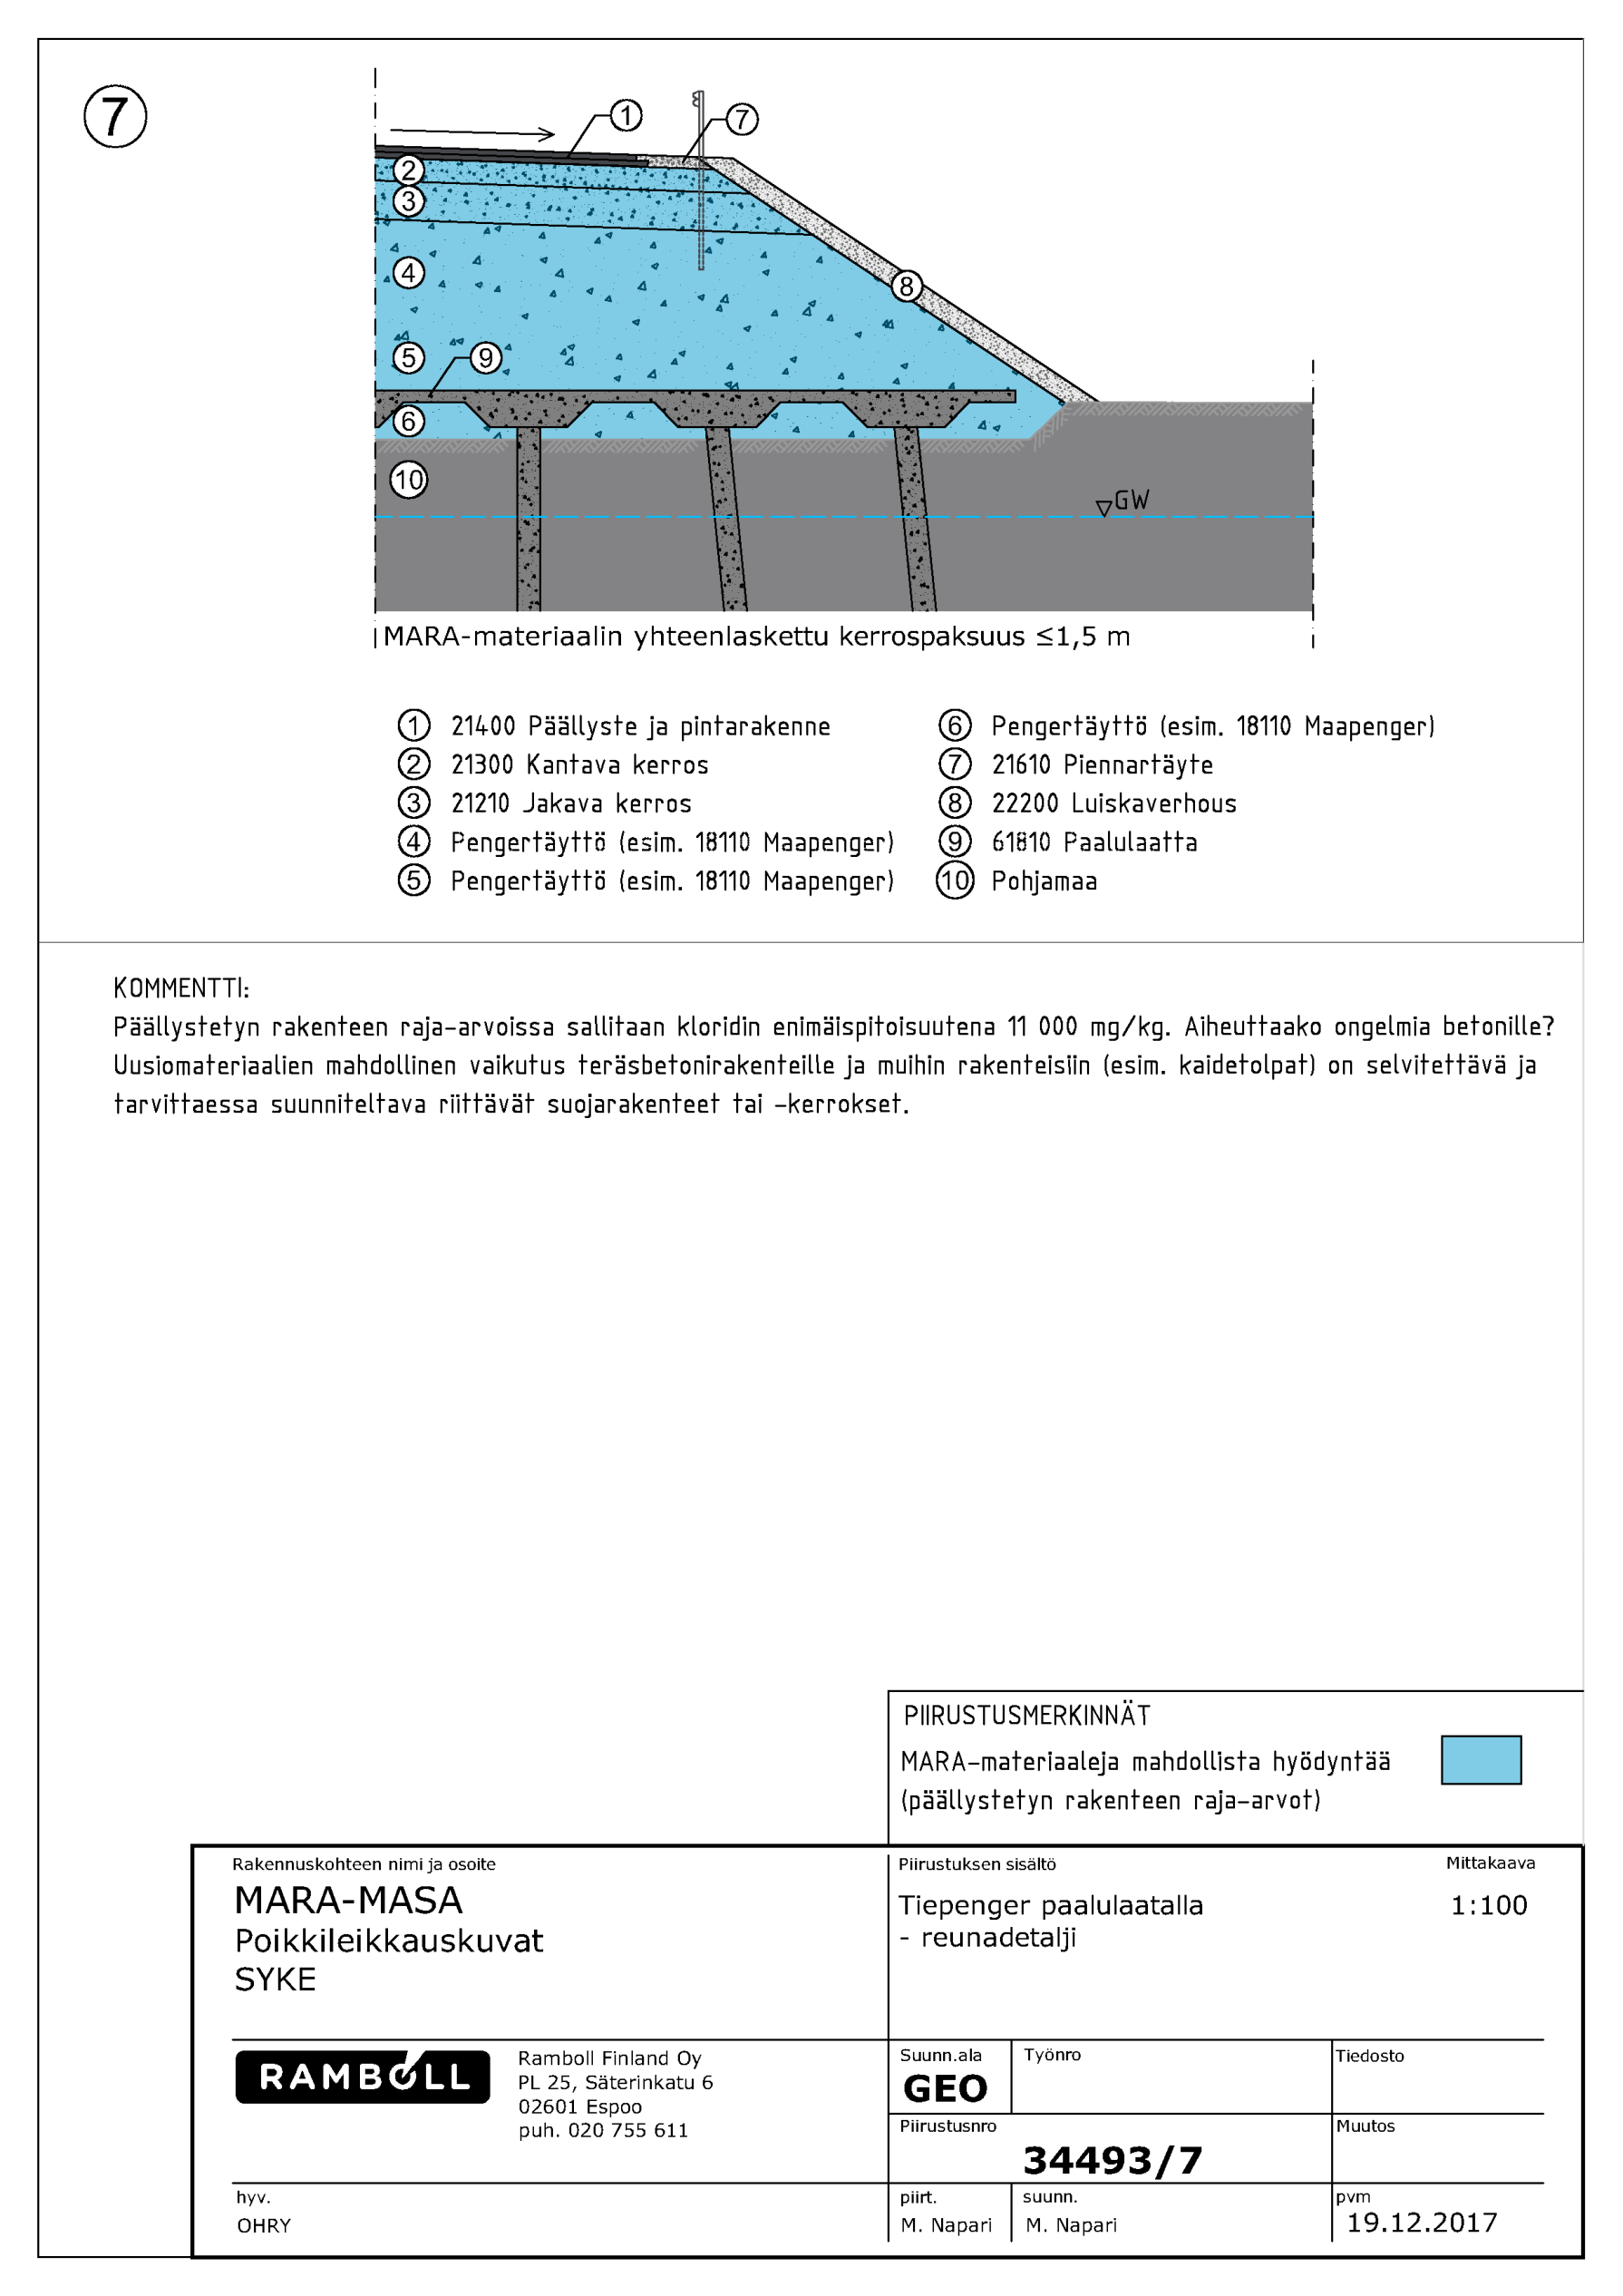 7
1
7
2
3
4
8
5
9
6
10
GW
MARA-materiaalin yhteenlaskettu kerrospaksuus ≤1,5 m
1 21400 Päällyste ja pintarakenne
2 21300 Kantava kerros
3 21210 Jakava kerros
4 Pengertäyttö (esim. 18110 Maapenger)
5 Pengertäyttö (esim. 18110 Maapenger)
6 Pengertäyttö (esim. 18110 Maapenger)
7 21610 Piennartäyte
8 22200 Luiskaverhous
9 61810 Paalulaatta
10 Pohjamaa
KOMMENTTI:
Päällystetyn rakenteen raja-arvoissa sallitaan kloridin enimäispitoisuutena 11 000 mg/kg. Aiheuttaako ongelmia betonille?
Uusiomateriaalien mahdollinen vaikutus teräsbetonirakenteille ja muihin rakenteisiin (esim. kaidetolpat) on selvitettävä ja
tarvittaessa suunniteltava riittävät suojarakenteet tai -kerrokset.
PIIRUSTUSMERKINNÄT
MARA-materiaaleja mahdollista hyödyntää
(päällystetyn rakenteen raja-arvot)
Rakennuskohteen nimi ja osoite
MARA-MASA
Poikkileikkauskuvat
SYKE
Piirustuksen sisältö
Mittakaava
Tiepenger paalulaatalla
1:100
- reunadetalji
RAMBOLL
Ramboll Finland Oy
PL 25, Säterinkatu 6
02601 Espoo
puh. 020 755 611
Suunn.ala
GEO
Työnro
Tiedosto
Piirustusnro
34493/7
Muutos
hyv.
OHRY
piirt.
M. Napari
suunn.
M. Napari
pvm
19.12.2017